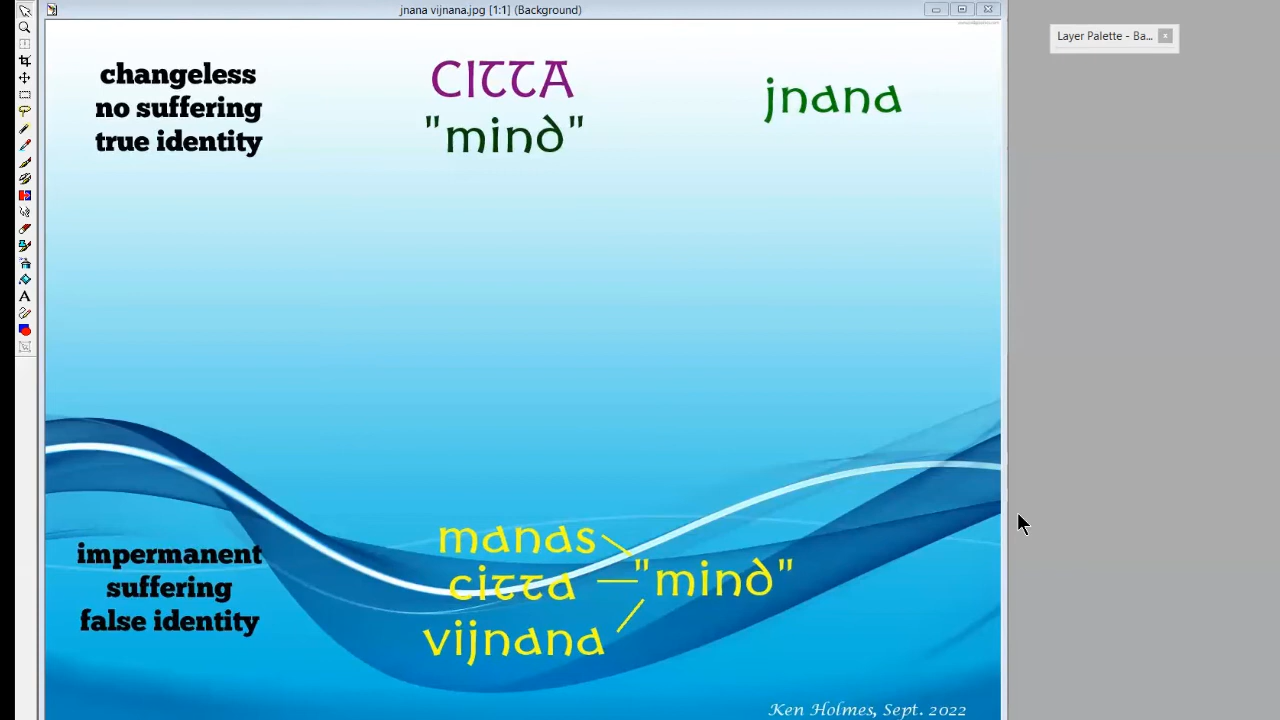 jnana vijnana.jpg [1:1] (Background)
Layer Palette - Ba...
changeless
no suffering
true identity
CITTA
"mind"
jnana
impermanent
suffering
false identity
manas
citta
vijnana
"mind"
Ken Holmes, Sept. 2022